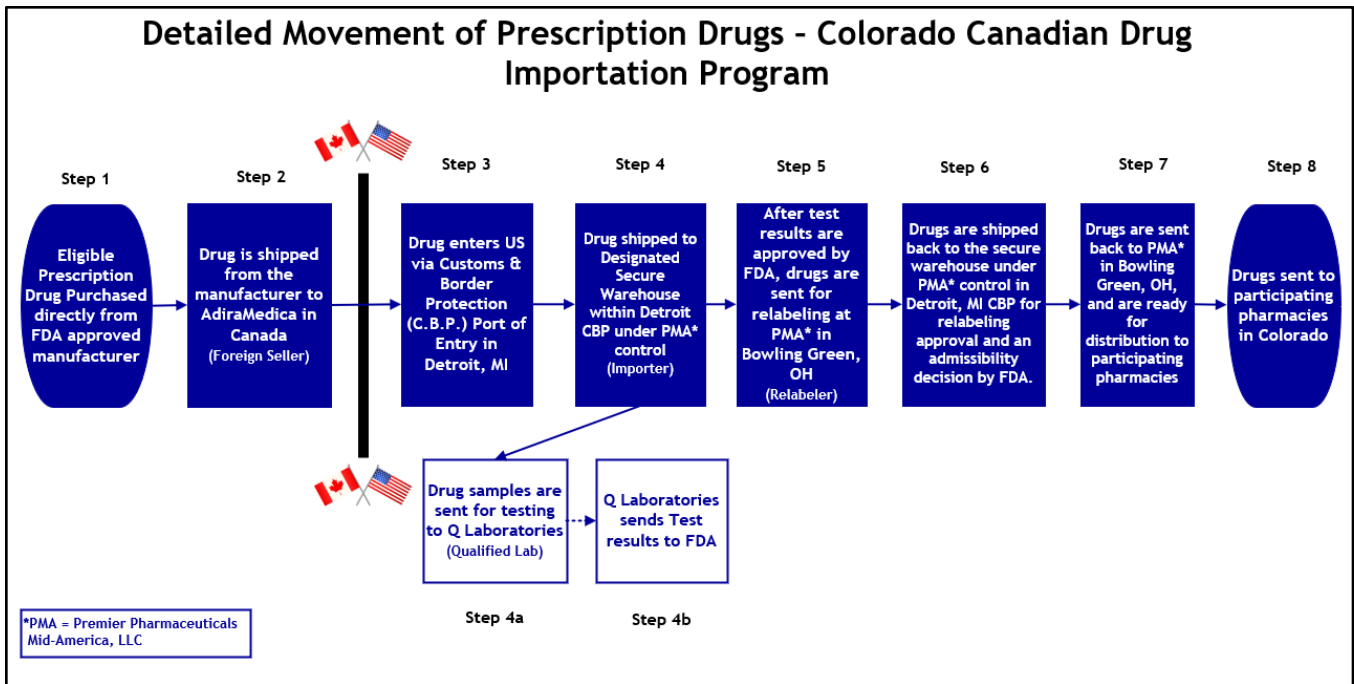 Detailed Movement of Prescription Drugs - Colorado Canadian Drug
Importation Program
Step 1
Eligible
Prescription
Drug Purchased
directly from
FDA approved
manufacturer
Step 2
Drug is shipped
from the
manufacturer to
AdiraMedica in
Canada
(Foreign Seller)
Step 3
Drug enters US
via Customs &
Border
Protection
(C.B.P.) Port of
Entry in
Detroit, MI
Step 4
Drug shipped to
Designated
Secure
Warehouse
within Detroit
CBP under PMA*
control
(Importer)
Step 5
After test
results are
approved by
FDA, drugs are
sent for
relabeling at
PMA* in
Bowling Green,
OH
(Relabeler)
Step 6
Drugs are shipped
back to the secure
warehouse under
PMA* control in
Detroit, MI CBP for
relabeling
approval and an
admissibility
decision by FDA.
Step 7
Drugs are sent
back to PMA*
in Bowling
Green, OH,
and are ready
for
distribution to
participating
pharmacies
Step 8
Drugs sent to
participating
pharmacies
in Colorado
Drug samples are
sent for testing
to Q Laboratories
(Qualified Lab)
Step 4a
Q Laboratories
sends Test
results to FDA
Step 4b
*PMA = Premier Pharmaceuticals
Mid-America, LLC